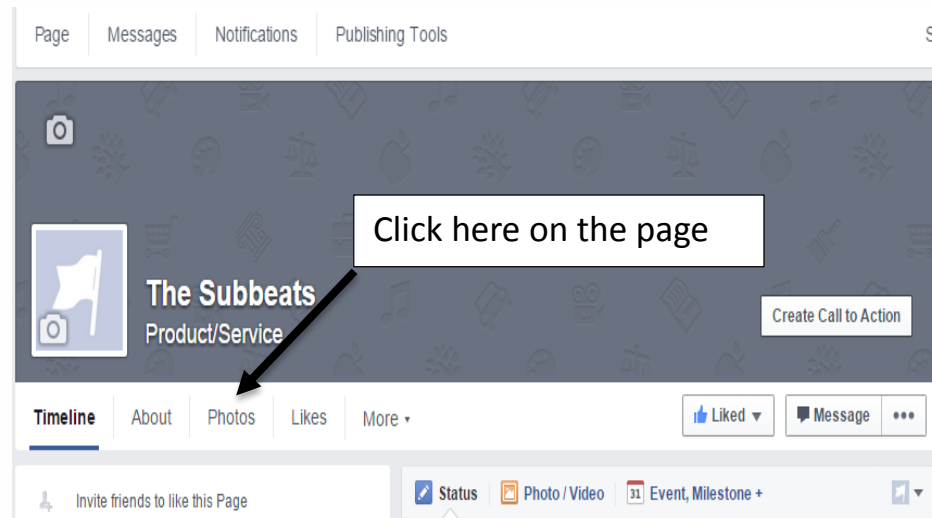 Page Messages Notifications Publishing Tools S
Click here on the page
The Subbeats
Product/Service
Create Call to Action
Timeline About Photos Likes More
Liked Message
Invite friends to like this Page
Status Photo / Video 31 Event, Milestone +